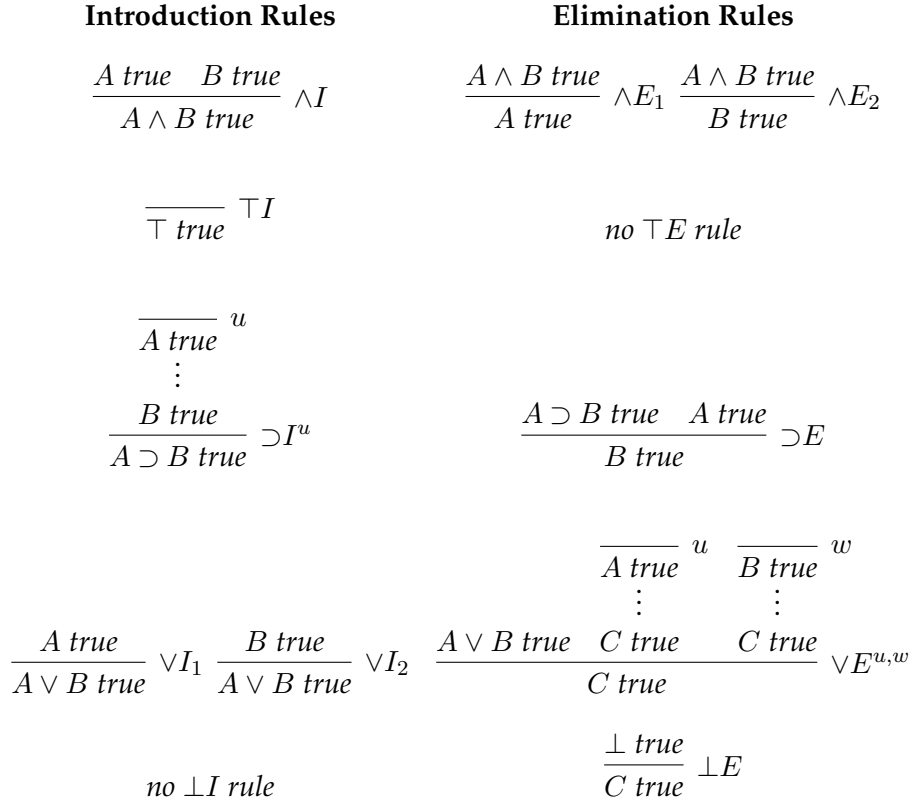 Introduction Rules Elimination Rules
A true B true
A ∧ B true ∧I
A ∧ B true
A true ∧E₁
A ∧ B true
B true ∧E₂
⊤ true ⊤I
no ⊤E rule
A true u
⋮
B true
A ⊃ B true ⊃Iᵘ
A ⊃ B true A true
B true ⊃E
A true
A ∨ B true ∨I₁
B true
A ∨ B true ∨I₂
A true u B true w
⋮ ⋮
A ∨ B true C true C true
C true ∨Eᵘ,ʷ
no ⊥I rule
⊥ true
C true ⊥E